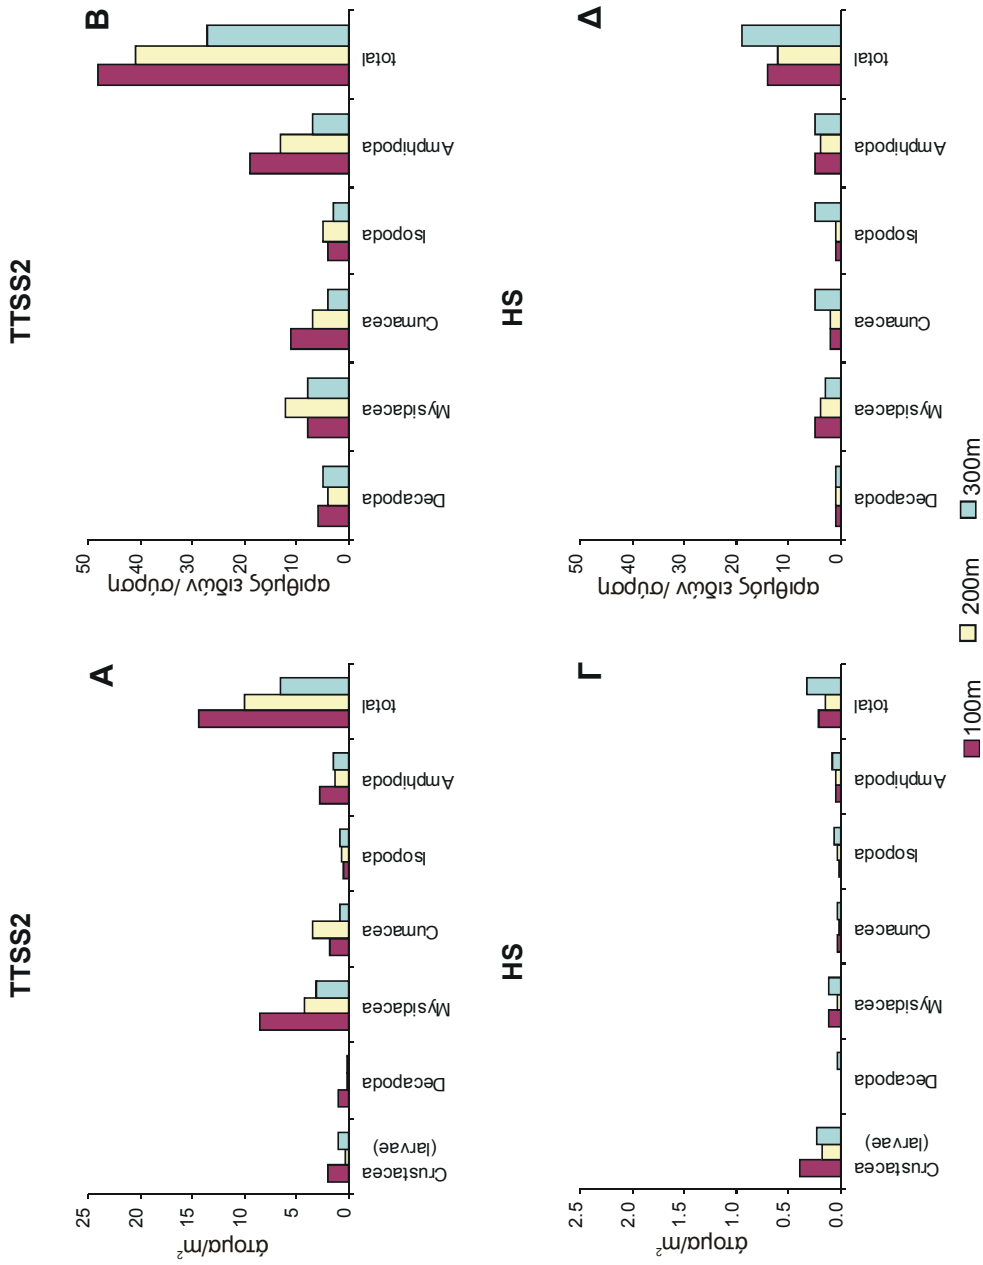 TTSS2
A
άτομα/m²
25
20
15
10
5
0
Crustacea
(larvae)
Decapoda
Mysidacea
Cumacea
Isopoda
Amphipoda
total
TTSS2
B
αριθμός ειδών /σύρση
50
40
30
20
10
0
Decapoda
Mysidacea
Cumacea
Isopoda
Amphipoda
total
HS
Γ
άτομα/m²
2.5
2.0
1.5
1.0
0.5
0.0
Crustacea
(larvae)
Decapoda
Mysidacea
Cumacea
Isopoda
Amphipoda
total
HS
Δ
αριθμός ειδών /σύρση
50
40
30
20
10
0
Decapoda
Mysidacea
Cumacea
Isopoda
Amphipoda
total
100m 200m 300m